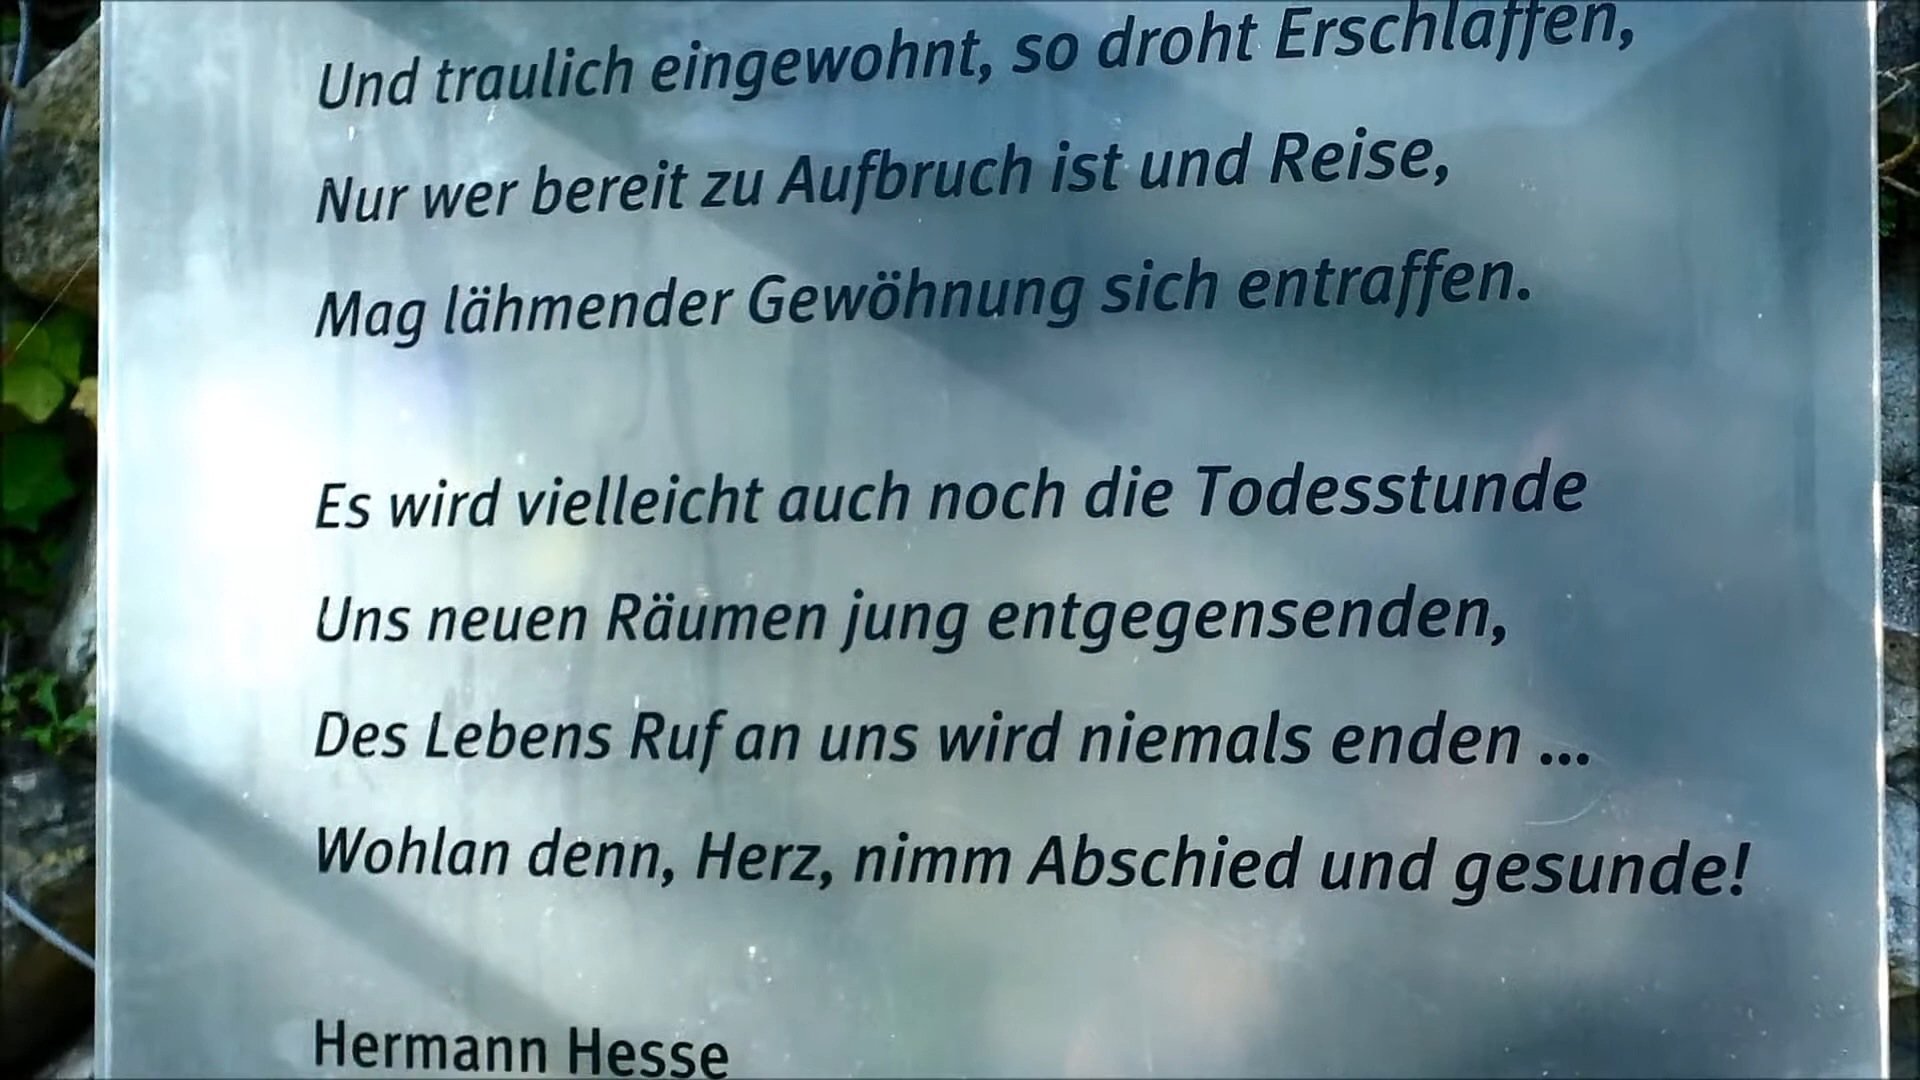 Und traulich eingewohnt, so droht Erschlaffen,
Nur wer bereit zu Aufbruch ist und Reise,
Mag lähmender Gewöhnung sich entraffen.
Es wird vielleicht auch noch die Todesstunde
Uns neuen Räumen jung entgegensenden,
Des Lebens Ruf an uns wird niemals enden ...
Wohlan denn, Herz, nimm Abschied und gesunde!
Hermann Hesse